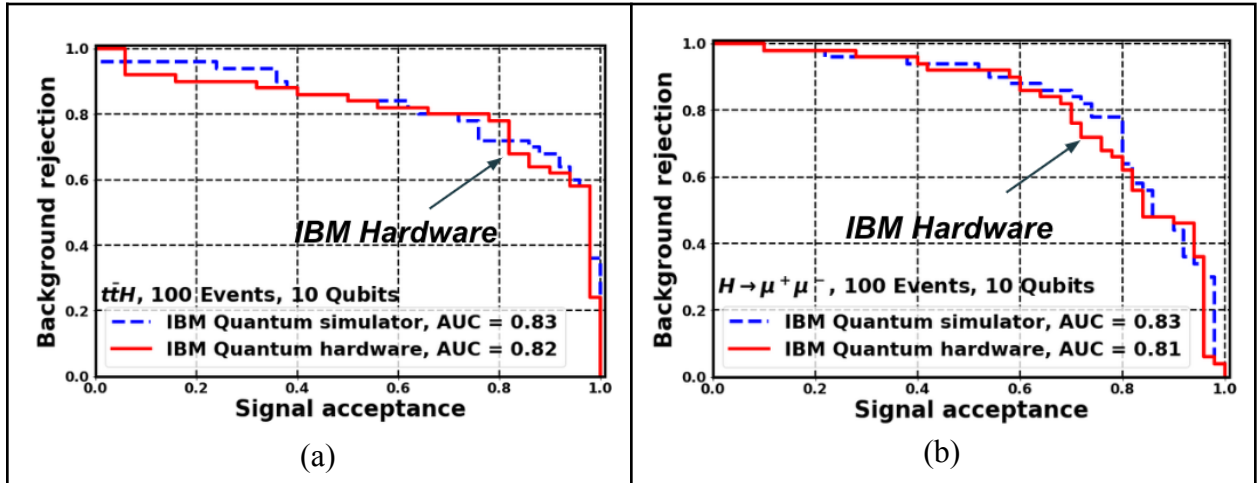 1.0
0.8
0.6
0.4
0.2
0.0
Background rejection
IBM Hardware
tt̄H, 100 Events, 10 Qubits
IBM Quantum simulator, AUC = 0.83
IBM Quantum hardware, AUC = 0.82
0.0 0.2 0.4 0.6 0.8 1.0
Signal acceptance
(a)
1.0
0.8
0.6
0.4
0.2
0.0
Background rejection
IBM Hardware
H → μ⁺μ⁻, 100 Events, 10 Qubits
IBM Quantum simulator, AUC = 0.83
IBM Quantum hardware, AUC = 0.81
0.0 0.2 0.4 0.6 0.8 1.0
Signal acceptance
(b)